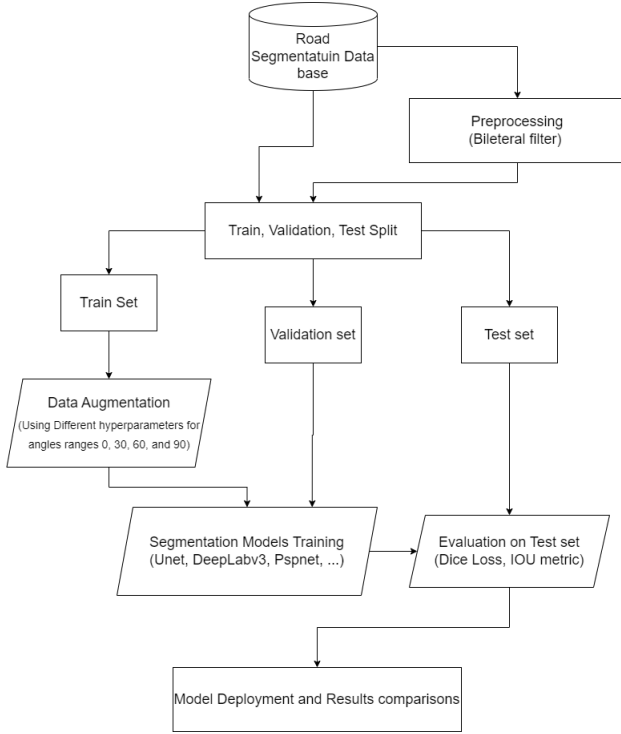 Road
Segmentatuin Data
base
Preprocessing
(Bileteral filter)
Train, Validation, Test Split
Train Set
Validation set
Test set
Data Augmentation
(Using Different hyperparameters for
angles ranges 0, 30, 60, and 90)
Segmentation Models Training
(Unet, DeepLabv3, Pspnet, ...)
Evaluation on Test set
(Dice Loss, IOU metric)
Model Deployment and Results comparisons